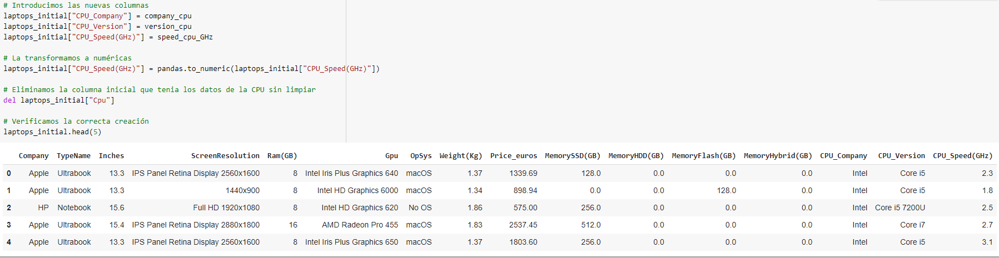 # Introducimos las nuevas columnas
laptops_initial["CPU_Company"] = company_cpu
laptops_initial["CPU_Version"] = version_cpu
laptops_initial["CPU_Speed(GHz)"] = speed_cpu_GHz
# La transformamos a numéricas
laptops_initial["CPU_Speed(GHz)"] = pandas.to_numeric(laptops_initial["CPU_Speed(GHz)"])
# Eliminamos la columna inicial que tenia los datos de la CPU sin limpiar
del laptops_initial["Cpu"]
# Verificamos la correcta creación
laptops_initial.head(5)
Company TypeName Inches ScreenResolution Ram(GB) Gpu OpSys Weight(Kg) Price_euros MemorySSD(GB) MemoryHDD(GB) MemoryFlash(GB) MemoryHybrid(GB) CPU_Company CPU_Version CPU_Speed(GHz)
0 Apple Ultrabook 13.3 IPS Panel Retina Display 2560x1600 8 Intel Iris Plus Graphics 640 macOS 1.37 1339.69 128.0 0.0 0.0 0.0 Intel Core i5 2.3
1 Apple Ultrabook 13.3 1440x900 8 Intel HD Graphics 6000 macOS 1.34 898.94 0.0 0.0 128.0 0.0 Intel Core i5 1.8
2 HP Notebook 15.6 Full HD 1920x1080 8 Intel HD Graphics 620 No OS 1.86 575.00 256.0 0.0 0.0 0.0 Intel Core i5 7200U 2.5
3 Apple Ultrabook 15.4 IPS Panel Retina Display 2880x1800 16 AMD Radeon Pro 455 macOS 1.83 2537.45 512.0 0.0 0.0 0.0 Intel Core i7 2.7
4 Apple Ultrabook 13.3 IPS Panel Retina Display 2560x1600 8 Intel Iris Plus Graphics 650 macOS 1.37 1803.60 256.0 0.0 0.0 0.0 Intel Core i5 3.1